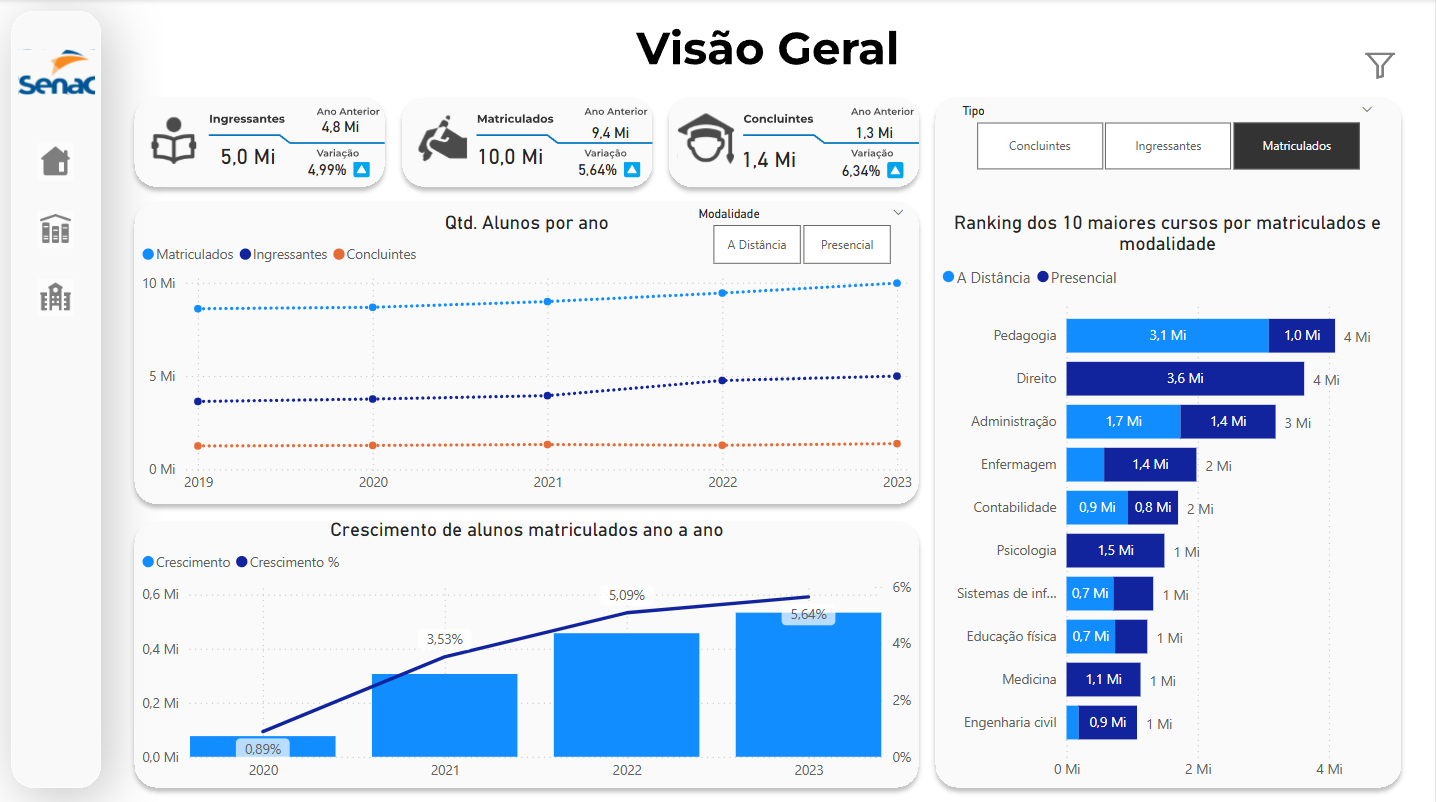 Visão Geral
Senac
Ingressantes
5,0 Mi
Ano Anterior
4,8 Mi
Variação
4,99%
Matriculados
10,0 Mi
Ano Anterior
9,4 Mi
Variação
5,64%
Concluintes
1,4 Mi
Ano Anterior
1,3 Mi
Variação
6,34%
Tipo
Concluintes
Ingressantes
Matriculados
Qtd. Alunos por ano
Modalidade
A Distância
Presencial
Matriculados Ingressantes Concluintes
10 Mi
5 Mi
0 Mi
2019 2020 2021 2022 2023
Crescimento de alunos matriculados ano a ano
Crescimento Crescimento %
0,6 Mi
0,4 Mi
0,2 Mi
0,0 Mi
6%
4%
2%
0%
0,89%
3,53%
5,09%
5,64%
2020 2021 2022 2023
Ranking dos 10 maiores cursos por matriculados e
modalidade
A Distância Presencial
Pedagogia 3,1 Mi 1,0 Mi 4 Mi
Direito 3,6 Mi 4 Mi
Administração 1,7 Mi 1,4 Mi 3 Mi
Enfermagem 1,4 Mi 2 Mi
Contabilidade 0,9 Mi 0,8 Mi 2 Mi
Psicologia 1,5 Mi 1 Mi
Sistemas de inf... 0,7 Mi 1 Mi
Educação física 0,7 Mi 1 Mi
Medicina 1,1 Mi 1 Mi
Engenharia civil 0,9 Mi 1 Mi
0 Mi 2 Mi 4 Mi